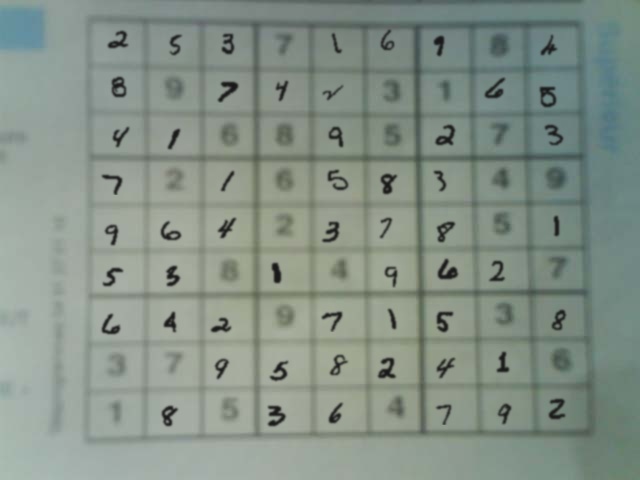 2 5 3 7 1 6 9 8 4
8 9 7 4 2 3 1 6 5
4 1 6 8 9 5 2 7 3
7 2 1 6 5 8 3 4 9
9 6 4 2 3 7 8 5 1
5 3 8 1 4 9 6 2 7
6 4 2 9 7 1 5 3 8
3 7 9 5 8 2 4 1 6
1 8 5 3 6 4 7 9 2
Supérieur